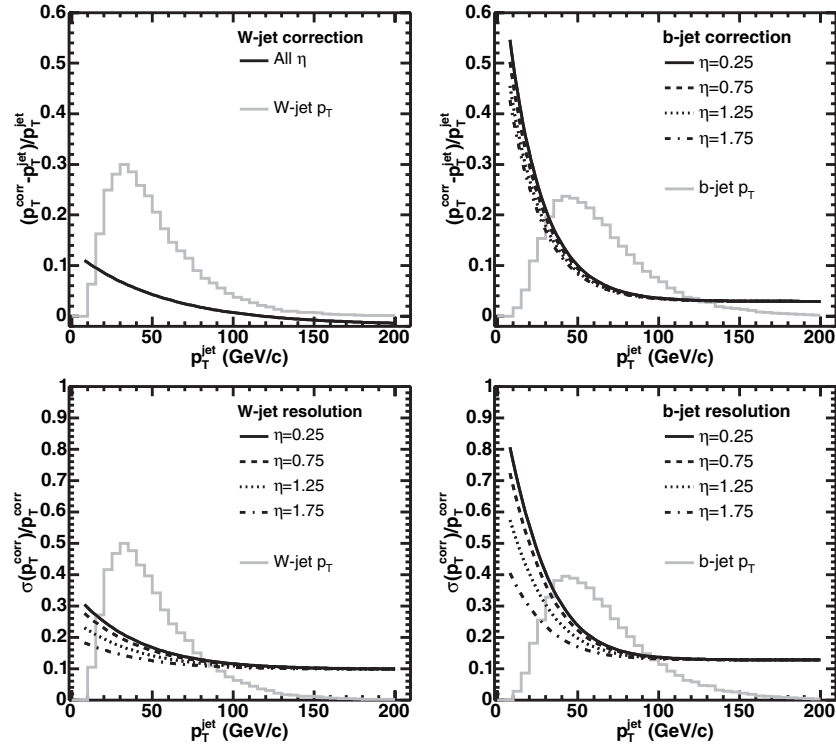 (p_T^corr-p_T^jet)/p_T^jet
0.6
0.5
0.4
0.3
0.2
0.1
0
W-jet correction
All η
W-jet p_T
0 50 100 150 200
p_T^jet (GeV/c)
(p_T^corr-p_T^jet)/p_T^jet
0.6
0.5
0.4
0.3
0.2
0.1
0
b-jet correction
η=0.25
η=0.75
η=1.25
η=1.75
b-jet p_T
0 50 100 150 200
p_T^jet (GeV/c)
σ(p_T^corr)/p_T^corr
1
0.9
0.8
0.7
0.6
0.5
0.4
0.3
0.2
0.1
0
W-jet resolution
η=0.25
η=0.75
η=1.25
η=1.75
W-jet p_T
0 50 100 150 200
p_T^jet (GeV/c)
σ(p_T^corr)/p_T^corr
1
0.9
0.8
0.7
0.6
0.5
0.4
0.3
0.2
0.1
0
b-jet resolution
η=0.25
η=0.75
η=1.25
η=1.75
b-jet p_T
0 50 100 150 200
p_T^jet (GeV/c)